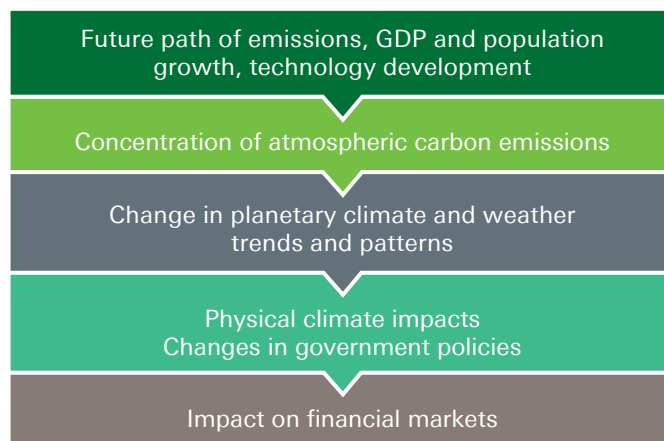 Future path of emissions, GDP and population
growth, technology development
Concentration of atmospheric carbon emissions
Change in planetary climate and weather
trends and patterns
Physical climate impacts
Changes in government policies
Impact on financial markets